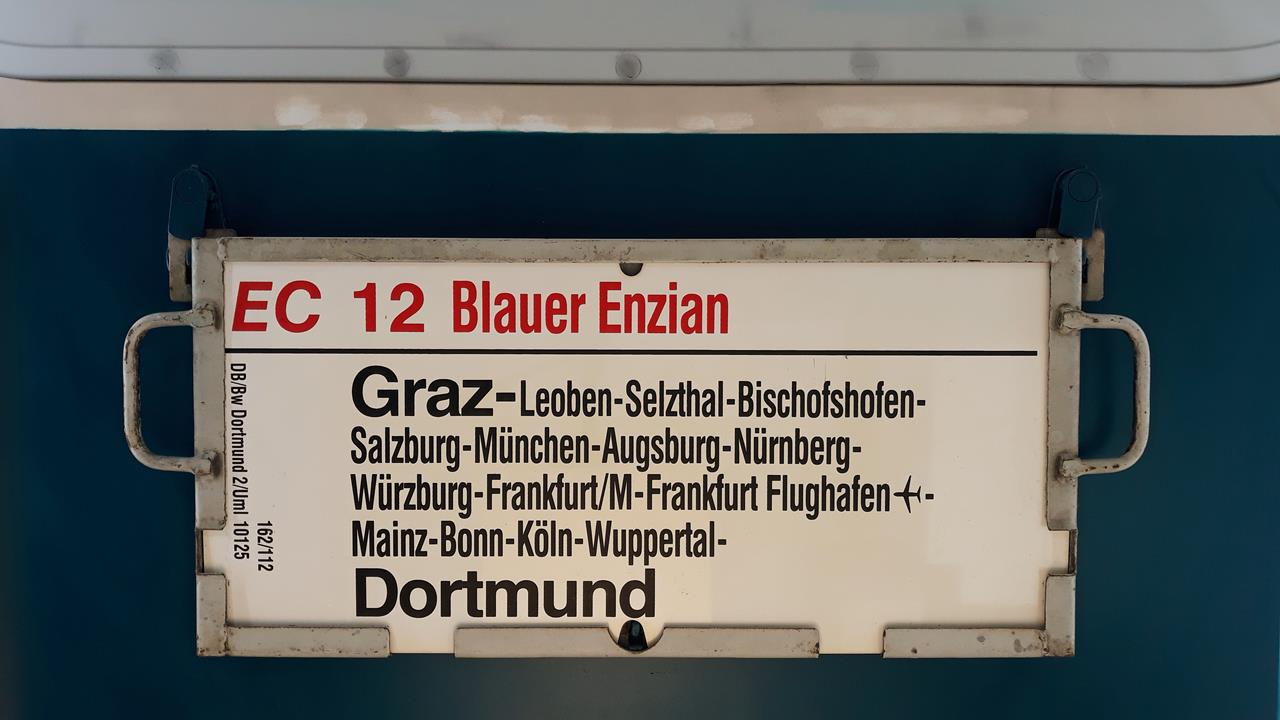 EC 12 Blauer Enzian
Graz-Leoben-Selzthal-Bischofshofen-
Salzburg-München-Augsburg-Nürnberg-
Würzburg-Frankfurt/M-Frankfurt Flughafen✈-
Mainz-Bonn-Köln-Wuppertal-
Dortmund
DB/Bw Dortmund 2/Uml 10125
162/112